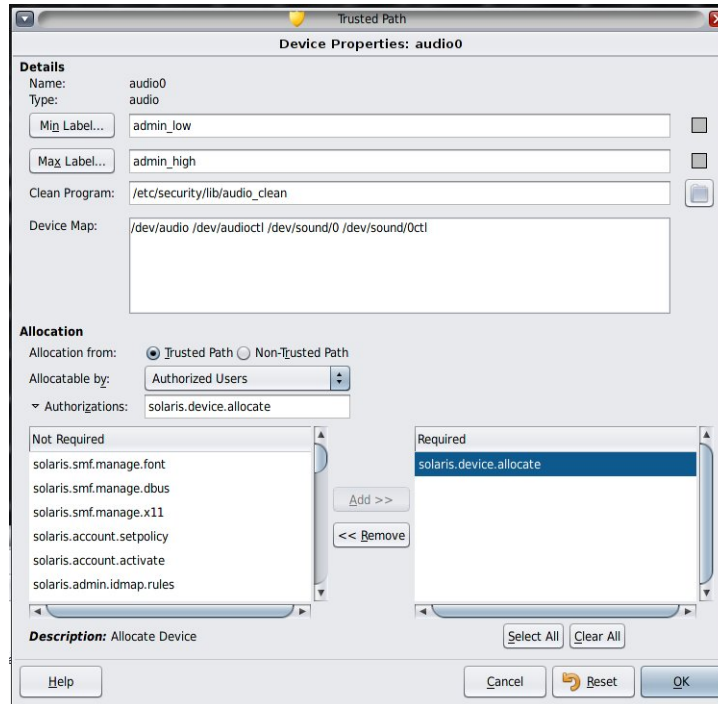 Trusted Path
Device Properties: audio0
Details
Name: audio0
Type: audio
Min Label... admin_low
Max Label... admin_high
Clean Program: /etc/security/lib/audio_clean
Device Map: /dev/audio /dev/audioctl /dev/sound/0 /dev/sound/0ctl
Allocation
Allocation from: Trusted Path Non-Trusted Path
Allocatable by: Authorized Users
Authorizations: solaris.device.allocate
Not Required
solaris.smf.manage.font
solaris.smf.manage.dbus
solaris.smf.manage.x11
solaris.account.setpolicy
solaris.account.activate
solaris.admin.idmap.rules
Add >>
<< Remove
Required
solaris.device.allocate
Description: Allocate Device
Select All Clear All
Help Cancel Reset OK